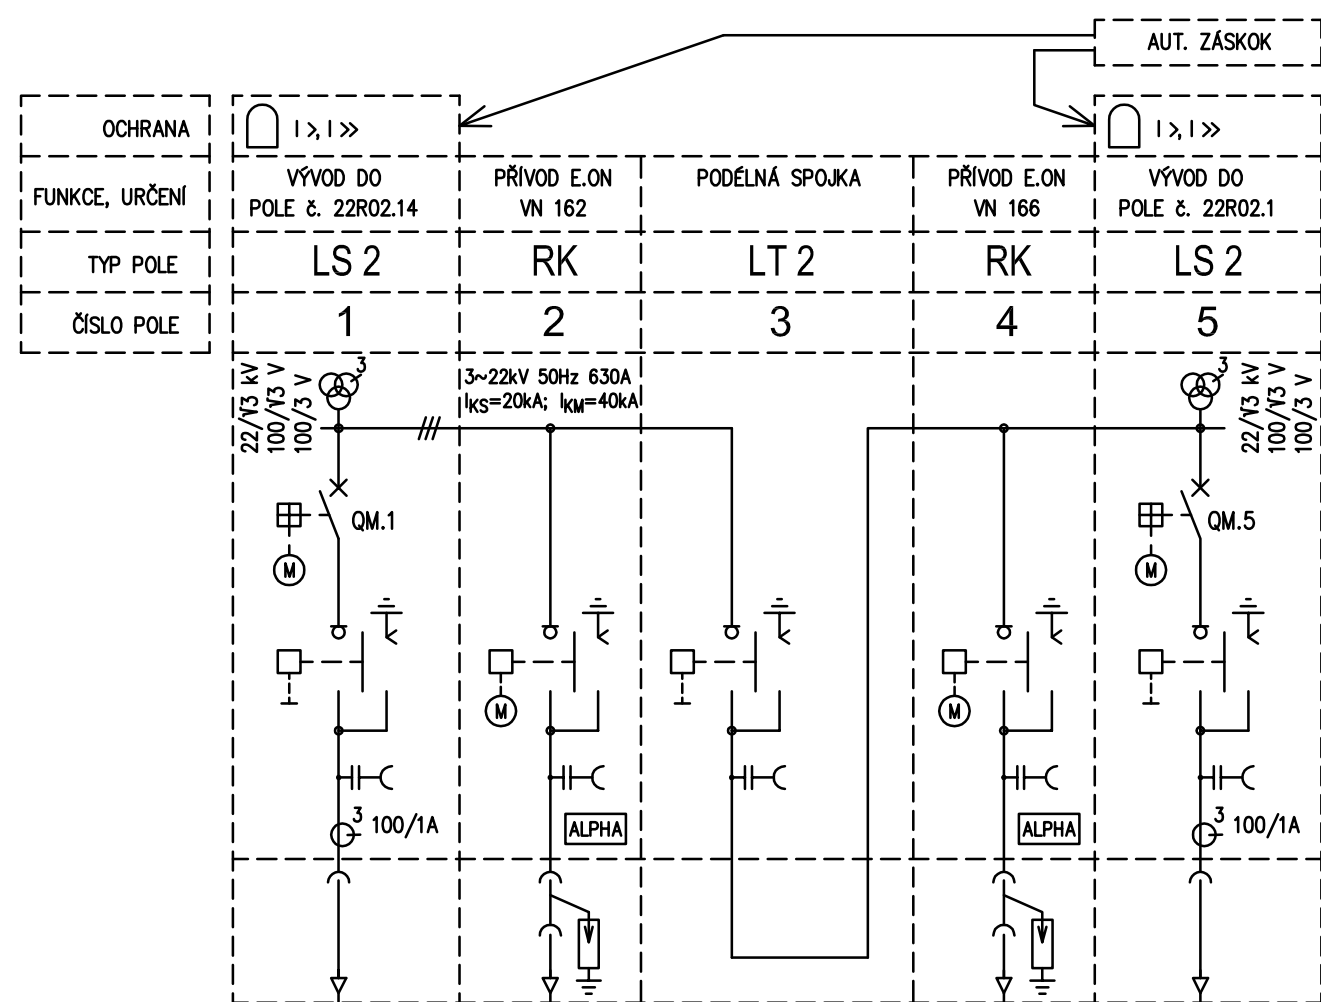 AUT. ZÁSKOK
OCHRANA
I >, I >>
I >, I >>
FUNKCE, URČENÍ
VÝVOD DO
POLE č. 22R02.14
PŘÍVOD E.ON
VN 162
PODÉLNÁ SPOJKA
PŘÍVOD E.ON
VN 166
VÝVOD DO
POLE č. 22R02.1
TYP POLE
LS 2
RK
LT 2
RK
LS 2
ČÍSLO POLE
1
2
3
4
5
22/√3 kV
100/√3 V
100/3 V
3
3~22kV 50Hz 630A
IKS=20kA; IKM=40kA
3
22/√3 kV
100/√3 V
100/3 V
QM.1
QM.5
M
M
M
M
3 100/1A
ALPHA
ALPHA
3 100/1A